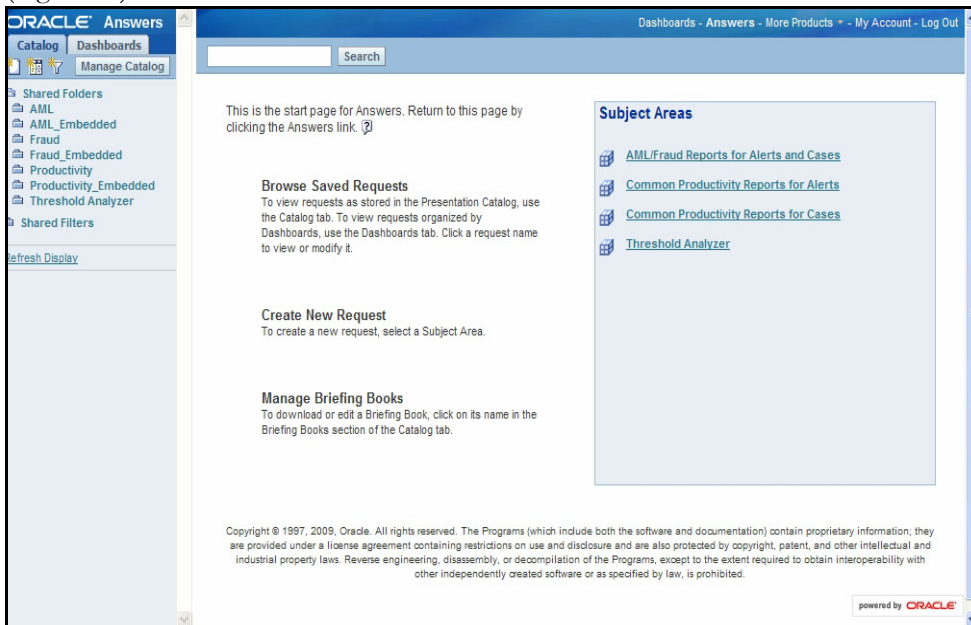 ORACLE Answers
Dashboards - Answers - More Products - My Account - Log Out
Catalog Dashboards
Manage Catalog
Search
Shared Folders
AML
AML_Embedded
Fraud
Fraud_Embedded
Productivity
Productivity_Embedded
Threshold Analyzer
Shared Filters
Refresh Display
This is the start page for Answers. Return to this page by
clicking the Answers link.
Browse Saved Requests
To view requests as stored in the Presentation Catalog, use
the Catalog tab. To view requests organized by
Dashboards, use the Dashboards tab. Click a request name
to view or modify it.
Create New Request
To create a new request, select a Subject Area.
Manage Briefing Books
To download or edit a Briefing Book, click on its name in the
Briefing Books section of the Catalog tab.
Subject Areas
AML/Fraud Reports for Alerts and Cases
Common Productivity Reports for Alerts
Common Productivity Reports for Cases
Threshold Analyzer
Copyright © 1997, 2009, Oracle. All rights reserved. The Programs (which include both the software and documentation) contain proprietary information; they
are provided under a license agreement containing restrictions on use and disclosure and are also protected by copyright, patent, and other intellectual and
industrial property laws. Reverse engineering, disassembly, or decompilation of the Programs, except to the extent required to obtain interoperability with
other independently created software or as specified by law, is prohibited.
powered by ORACLE